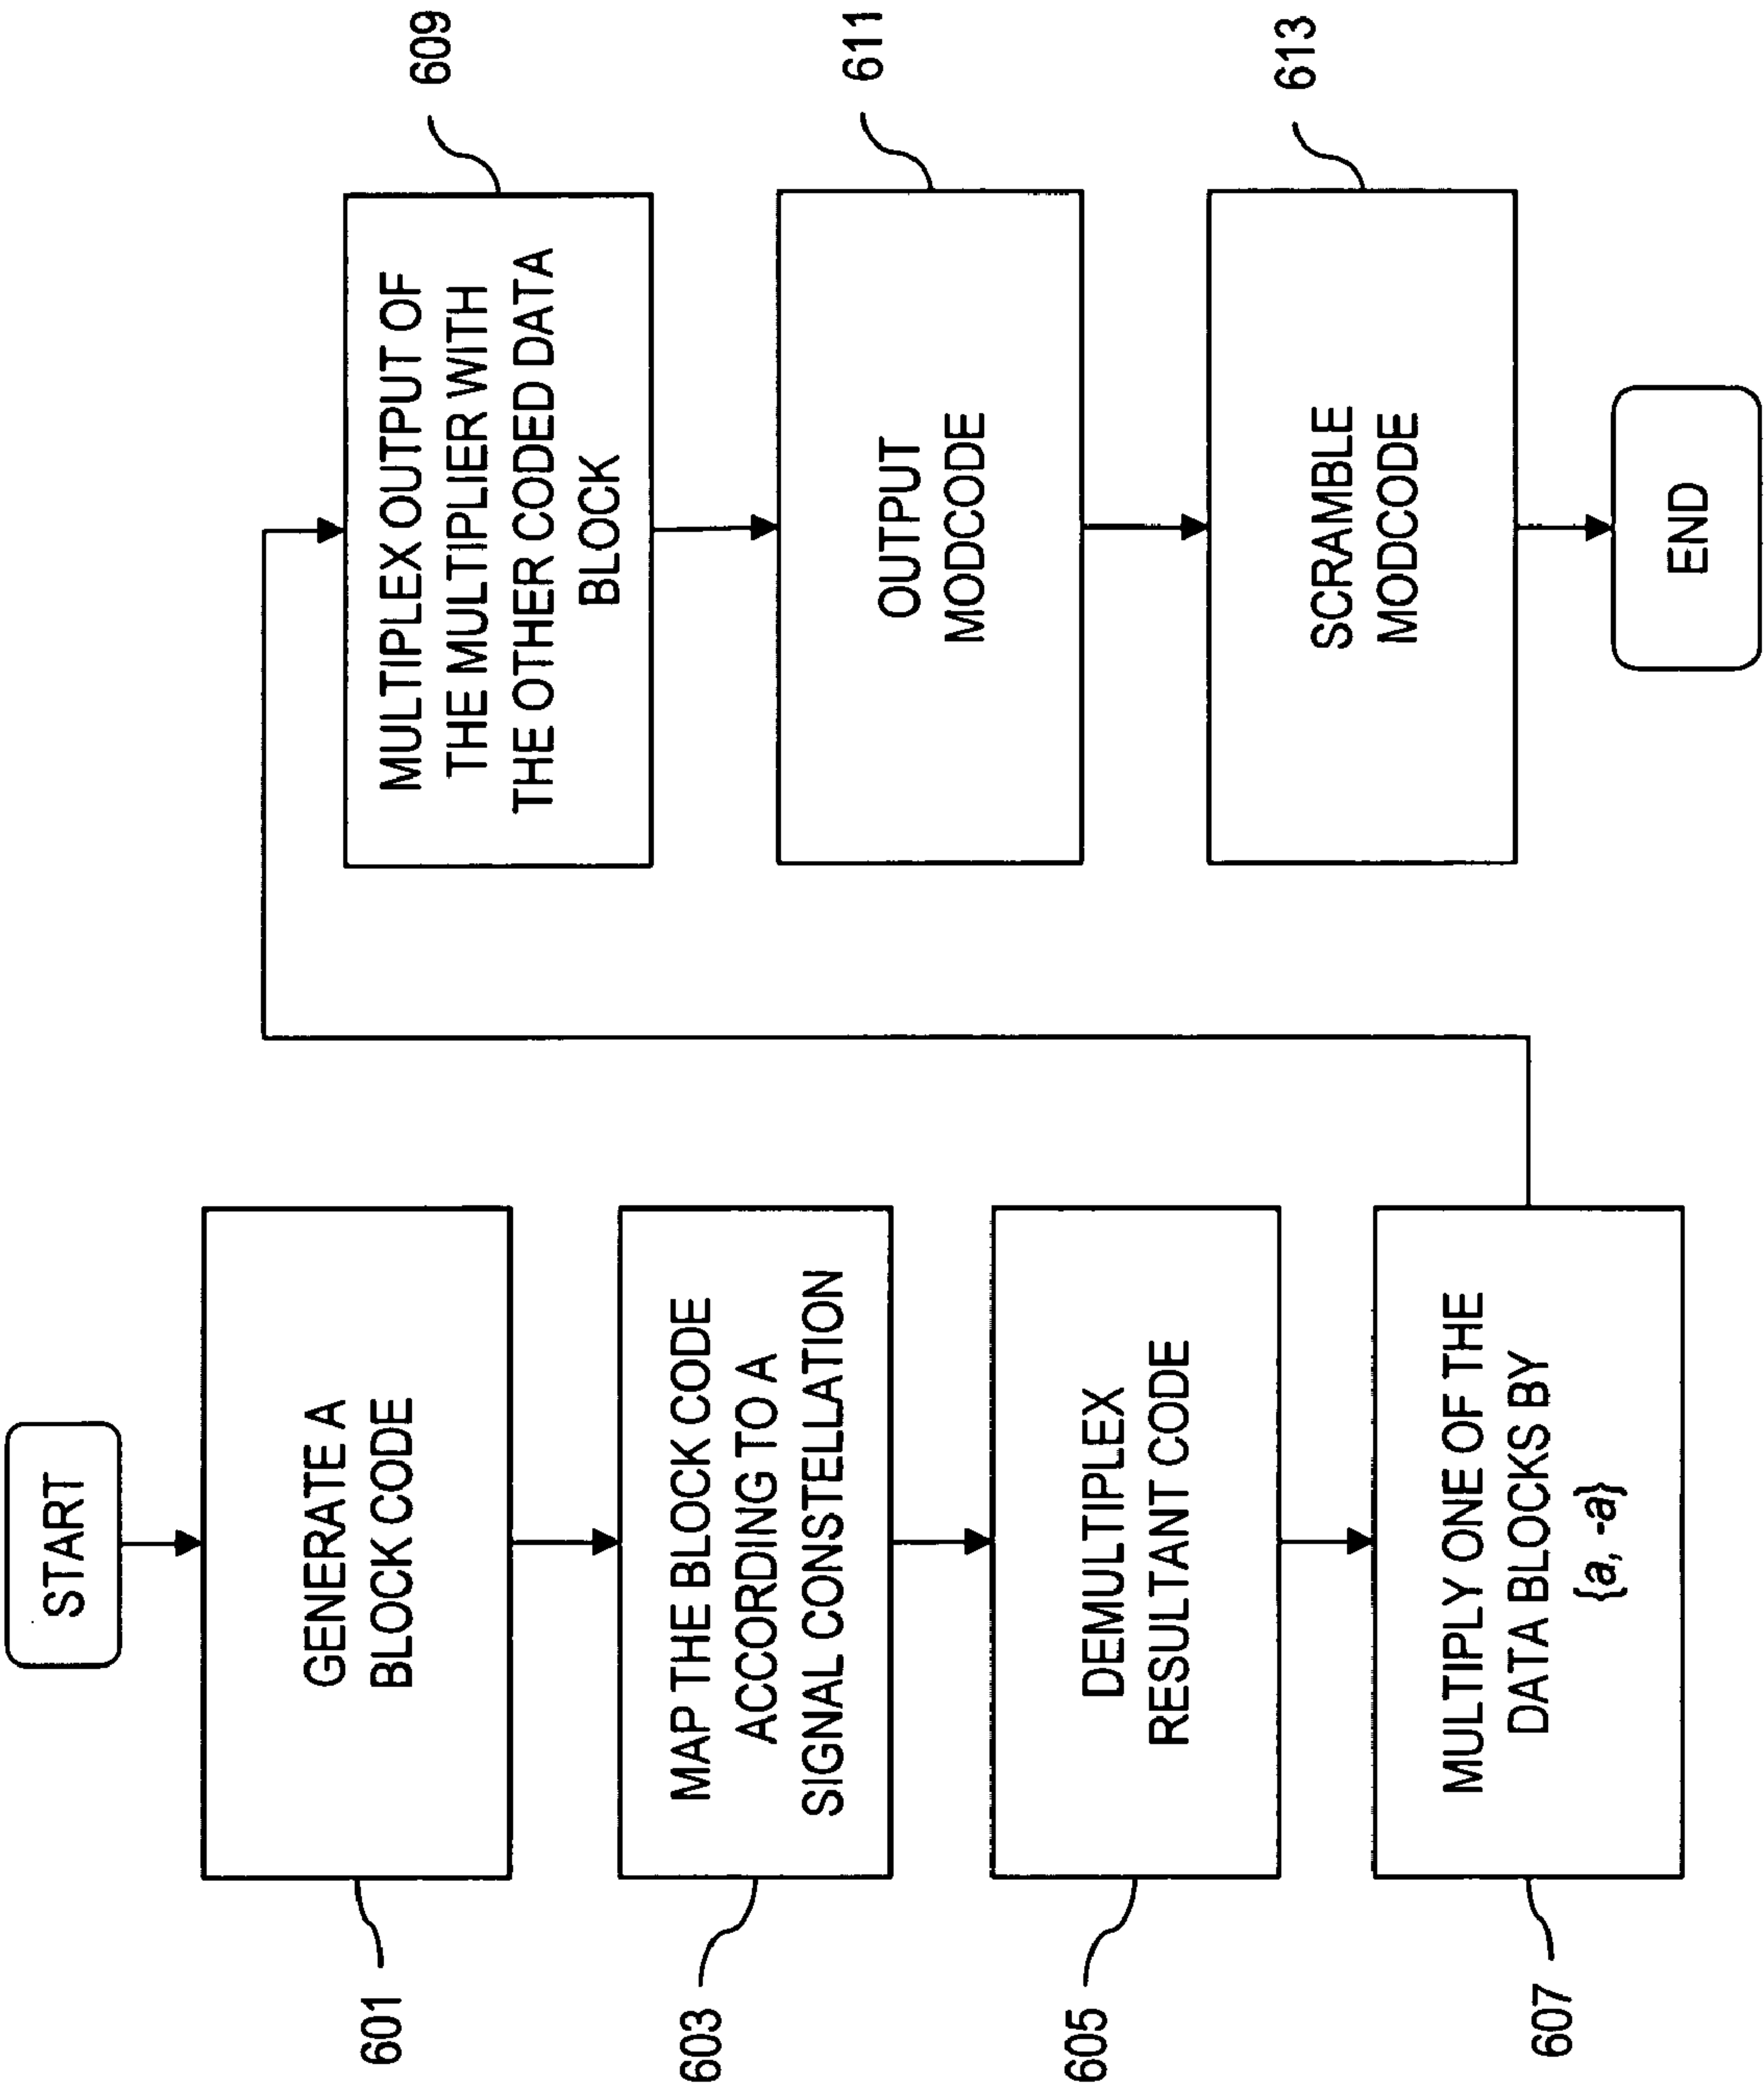 START
GENERATE A
BLOCK CODE
601
MAP THE BLOCK CODE
ACCORDING TO A
SIGNAL CONSTELLATION
603
DEMULTIPLEX
RESULTANT CODE
605
MULTIPLY ONE OF THE
DATA BLOCKS BY
{a, -a}
607
MULTIPLEX OUTPUT OF
THE MULTIPLIER WITH
THE OTHER CODED DATA
BLOCK
609
OUTPUT
MODCODE
611
SCRAMBLE
MODCODE
613
END